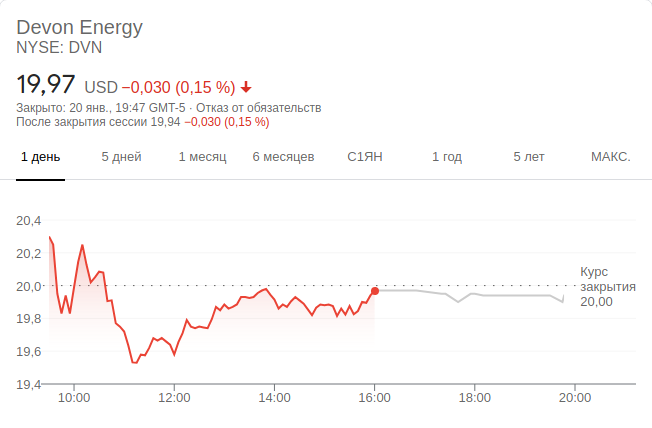 Devon Energy
NYSE: DVN
19,97 USD −0,030 (0,15 %)
Закрыто: 20 янв., 19:47 GMT-5 · Отказ от обязательств
После закрытия сессии 19,94 −0,030 (0,15 %)
1 день 5 дней 1 месяц 6 месяцев С1ЯН 1 год 5 лет МАКС.
20,4
20,2
20,0
19,8
19,6
19,4
Курс
закрытия
20,00
10:00 12:00 14:00 16:00 18:00 20:00